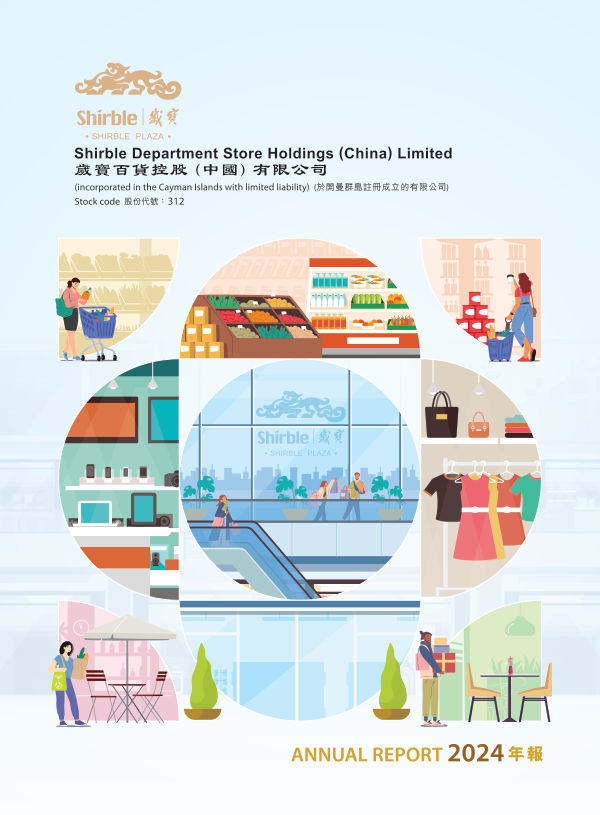 Shirble 歲寶
• SHIRBLE PLAZA •
Shirble Department Store Holdings (China) Limited
歲寶百貨控股（中國）有限公司
(incorporated in the Cayman Islands with limited liability) (於開曼群島註冊成立的有限公司)
Stock code 股份代號：312
Shirble 歲寶
• SHIRBLE PLAZA •
ANNUAL REPORT 2024 年報